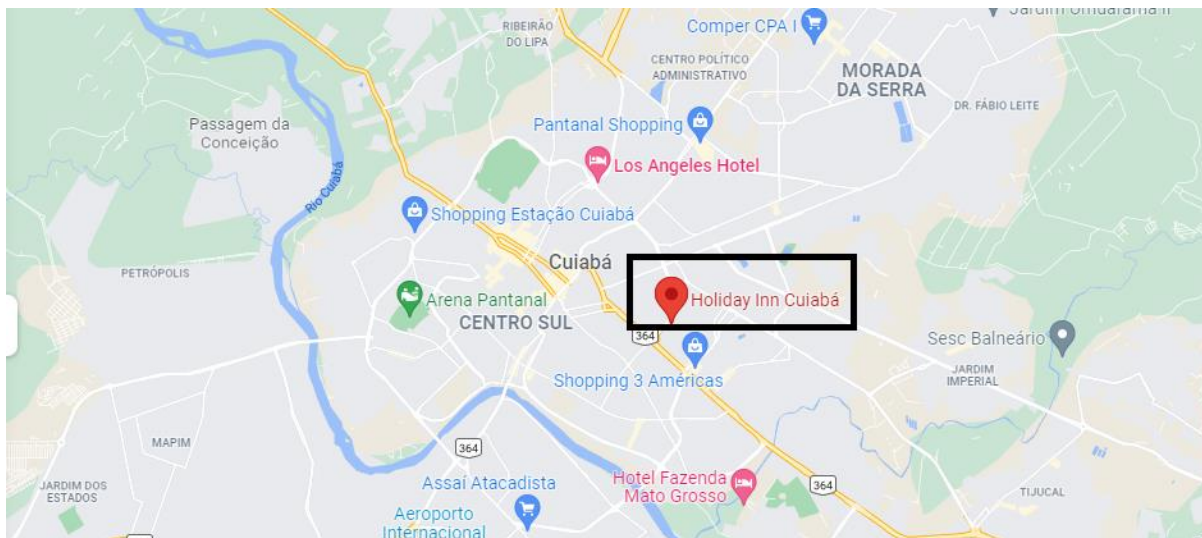 Jardim Umuarama II
RIBEIRÃO
DO LIPA
Comper CPA I
CENTRO POLÍTICO
ADMINISTRATIVO
MORADA
DA SERRA
DR. FÁBIO LEITE
Passagem da
Conceição
Pantanal Shopping
Los Angeles Hotel
Rio Cuiabá
Shopping Estação Cuiabá
Cuiabá
PETRÓPOLIS
Arena Pantanal
CENTRO SUL
Holiday Inn Cuiabá
364
Sesc Balneário
Shopping 3 Américas
JARDIM
IMPERIAL
MAPIM
364
JARDIM DOS
ESTADOS
Assaí Atacadista
Hotel Fazenda
Mato Grosso
364
TIJUCAL
Aeroporto
Internacional